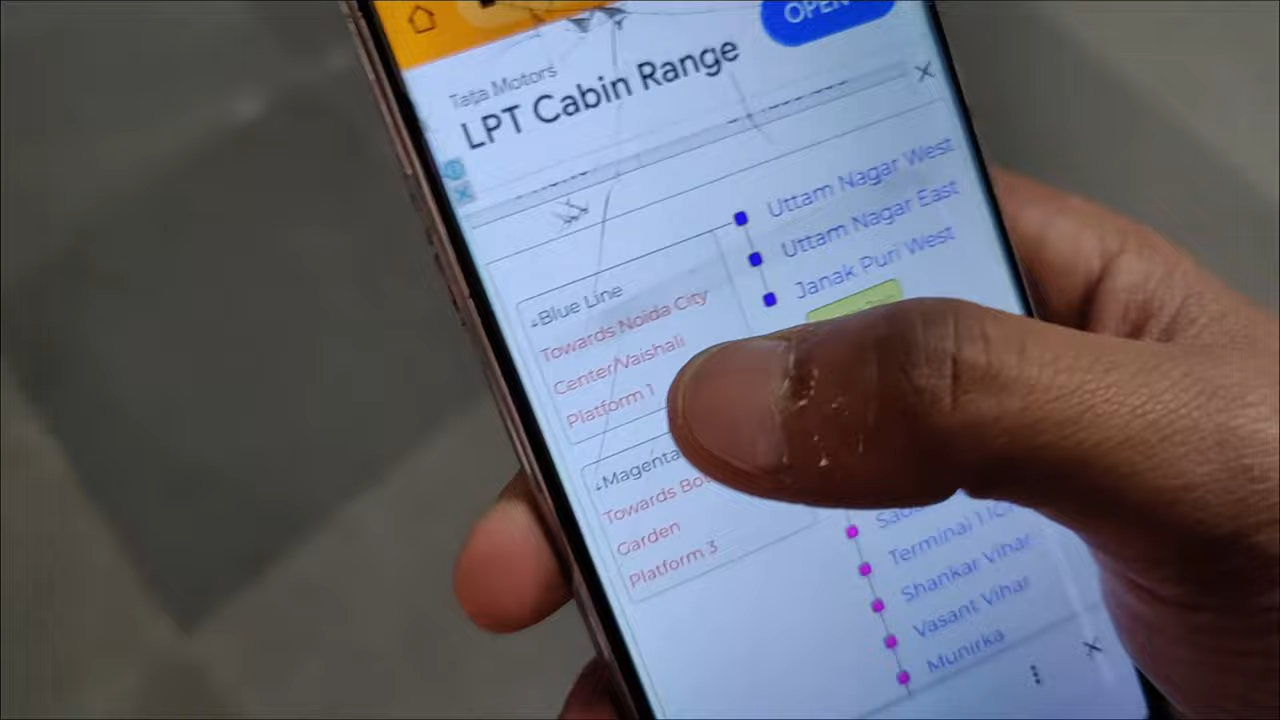 OPEN
Tata Motors
LPT Cabin Range
Uttam Nagar West
Uttam Nagar East
Janak Puri West
↓Blue Line
Towards Noida City
Center/Vaishali
Platform 1
↓Magenta
Towards
Garden
Platform 3
Terminal 1
Shankar Vihar
Vasant Vihar
Munirka